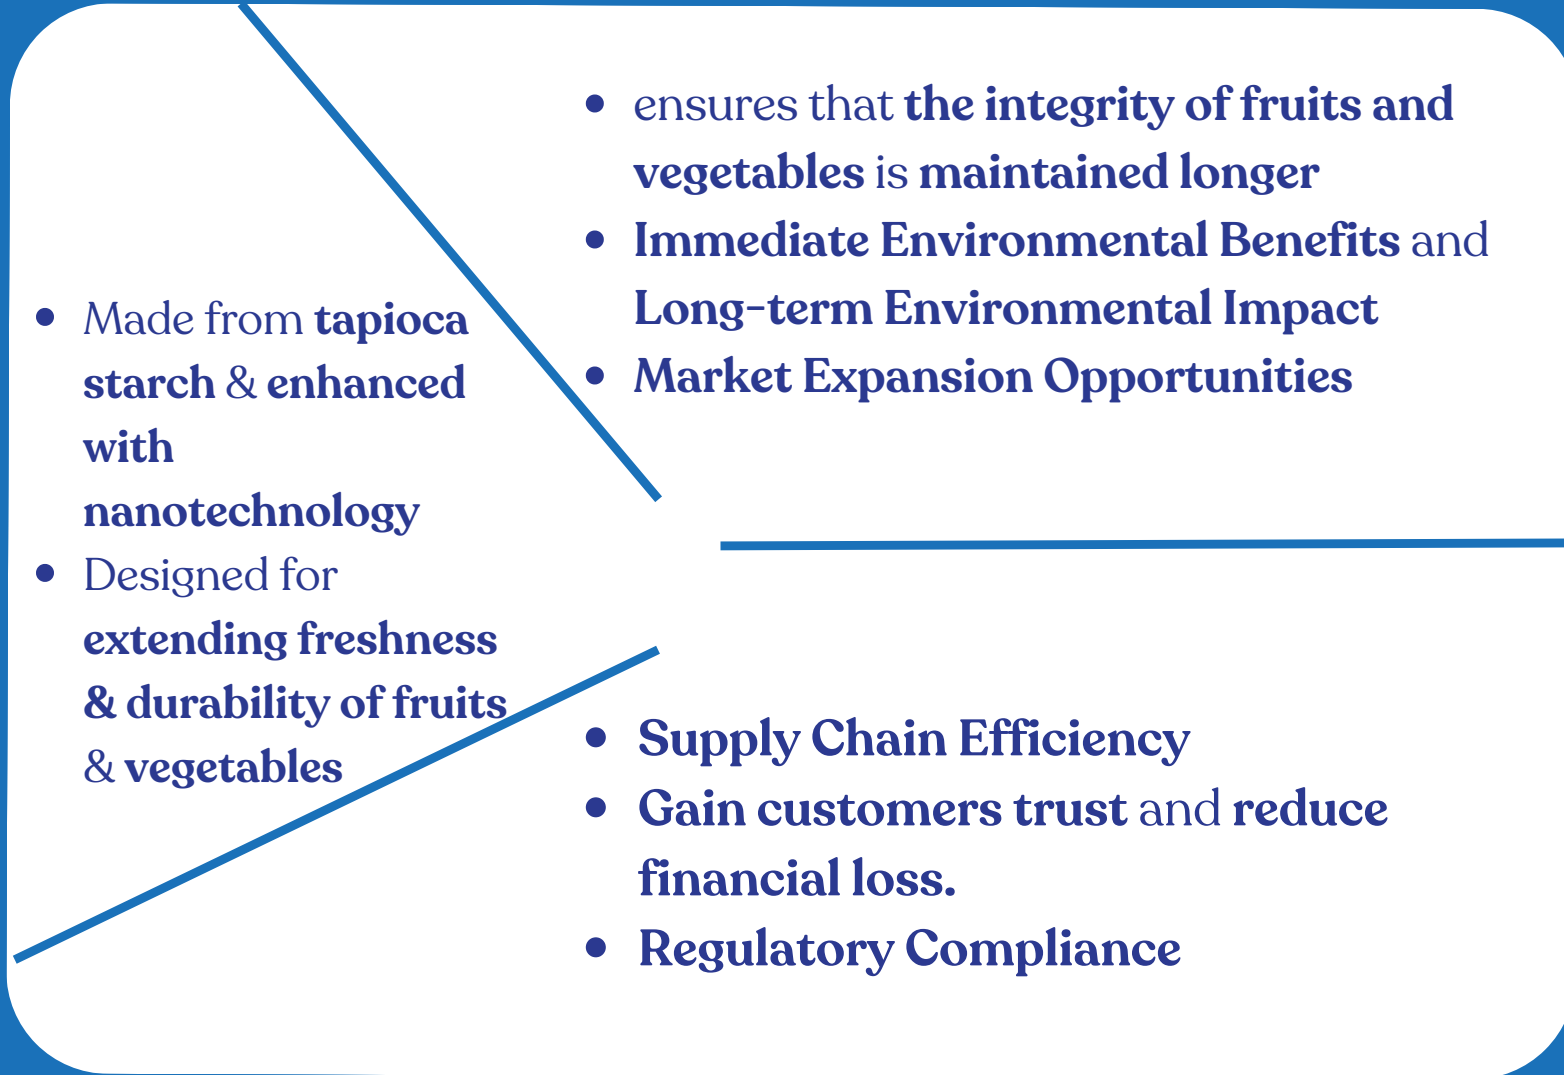 • Made from tapioca
starch & enhanced
with
nanotechnology
• Designed for
extending freshness
& durability of fruits
& vegetables
• ensures that the integrity of fruits and
vegetables is maintained longer
• Immediate Environmental Benefits and
Long-term Environmental Impact
• Market Expansion Opportunities
• Supply Chain Efficiency
• Gain customers trust and reduce
financial loss.
• Regulatory Compliance